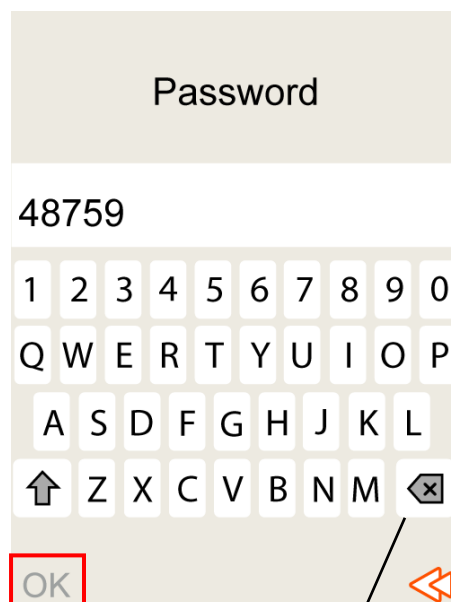 Password
48759
1 2 3 4 5 6 7 8 9 0
Q W E R T Y U I O P
A S D F G H J K L
Z X C V B N M
OK